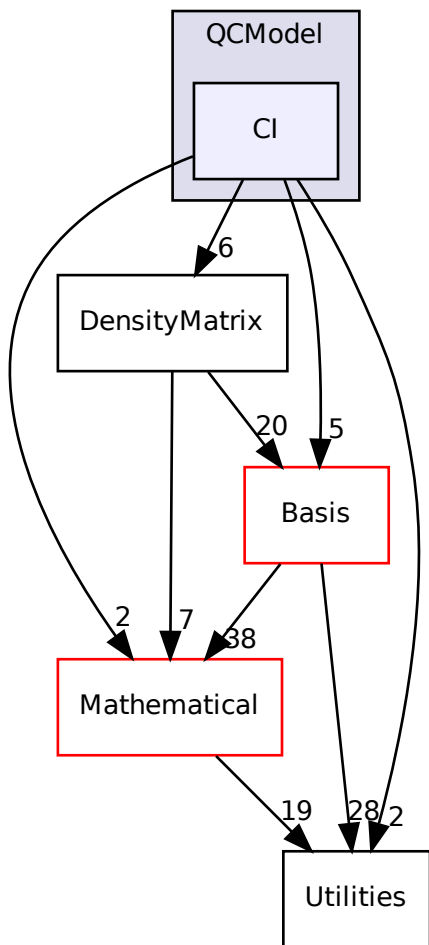 QCModel
CI
6
DensityMatrix
20
5
Basis
2
7
38
Mathematical
19
28
2
Utilities